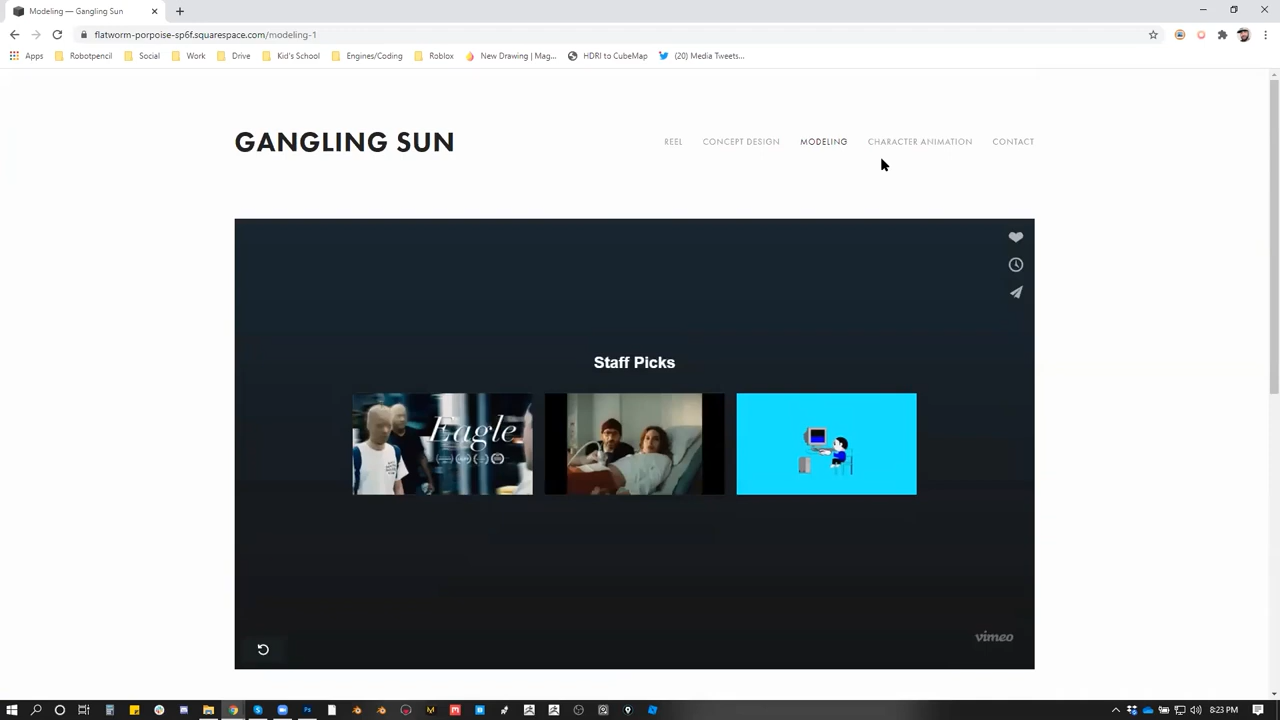 Modeling — Gangling Sun
flatworm-porpoise-sp6f.squarespace.com/modeling-1
Apps Robotpencil Social Work Drive Kid's School Engines/Coding Roblox New Drawing | Mag... HDRI to CubeMap (20) Media Tweets...
GANGLING SUN
REEL CONCEPT DESIGN MODELING CHARACTER ANIMATION CONTACT
Staff Picks
Eagle
vimeo
8:23 PM